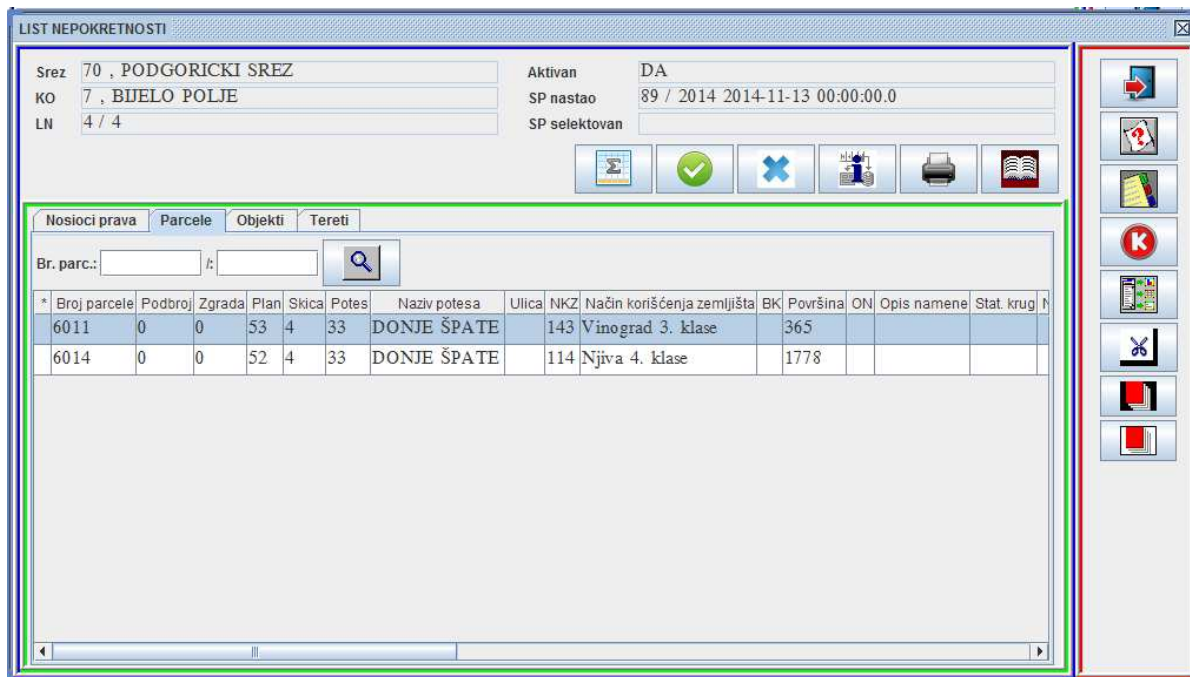 LIST NEPOKRETNOSTI
Srez 70 , PODGORICKI SREZ Aktivan DA
KO 7 , BIJELO POLJE SP nastao 89 / 2014 2014-11-13 00:00:00.0
LN 4 / 4 SP selektovan
Σ
Nosioci prava Parcele Objekti Tereti
Br. parc.: /:
* Broj parcele Podbroj Zgrada Plan Skica Potes Naziv potesa Ulica NKZ Način korišćenja zemljišta BK Površina ON Opis namene Stat. krug N
6011 0 0 53 4 33 DONJE ŠPATE 143 Vinograd 3. klase 365
6014 0 0 52 4 33 DONJE ŠPATE 114 Njiva 4. klase 1778
?
K